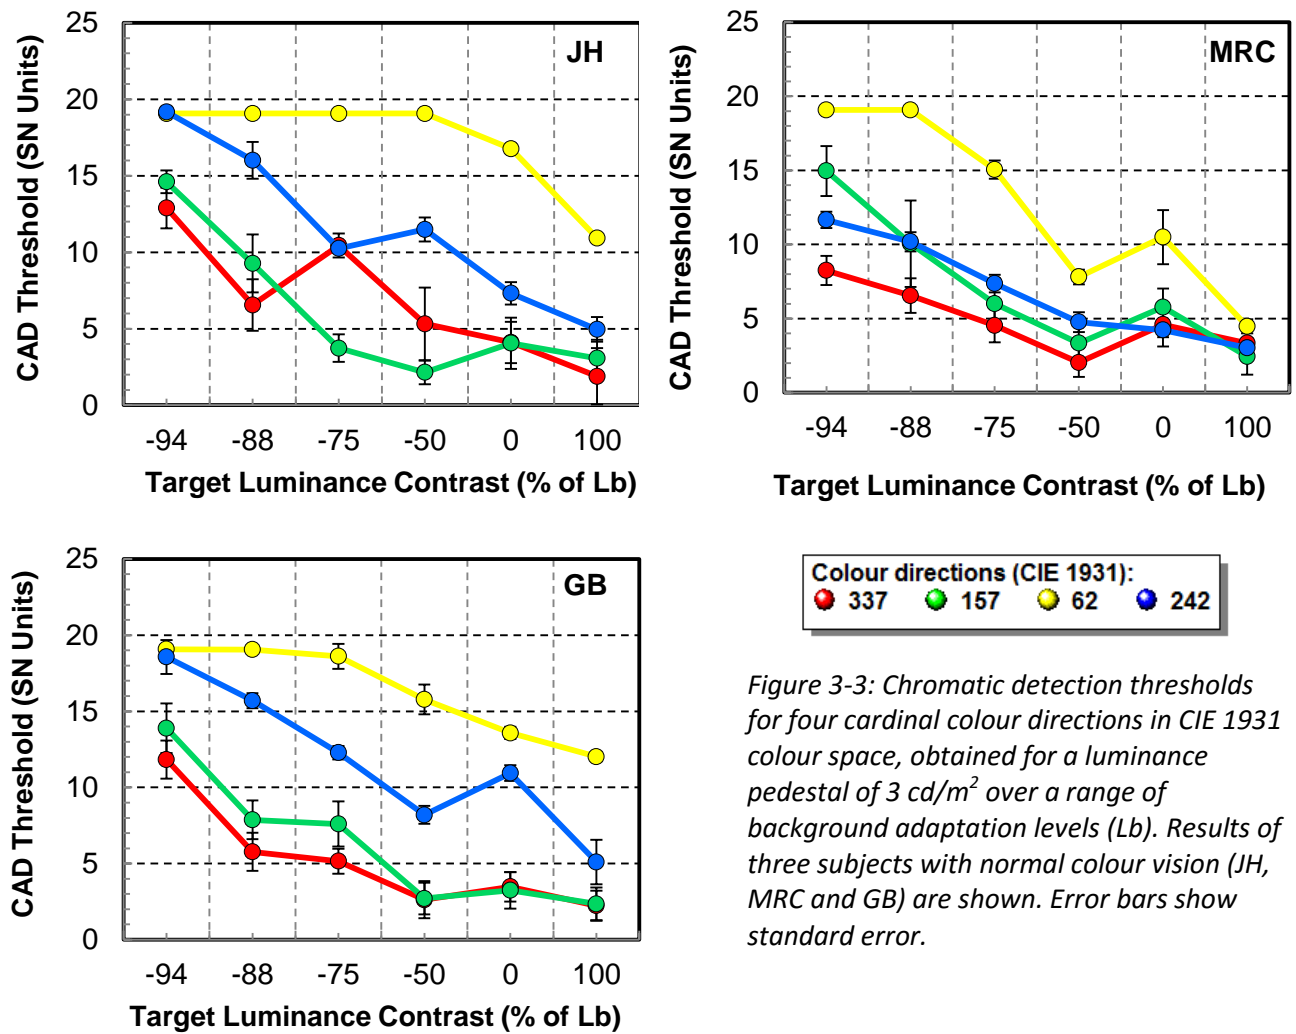 25
20
15
10
5
0
CAD Threshold (SN Units)
JH
-94 -88 -75 -50 0 100
Target Luminance Contrast (% of Lb)
25
20
15
10
5
0
CAD Threshold (SN Units)
MRC
-94 -88 -75 -50 0 100
Target Luminance Contrast (% of Lb)
25
20
15
10
5
0
CAD Threshold (SN Units)
GB
-94 -88 -75 -50 0 100
Target Luminance Contrast (% of Lb)
Colour directions (CIE 1931):
337 157 62 242
Figure 3-3: Chromatic detection thresholds
for four cardinal colour directions in CIE 1931
colour space, obtained for a luminance
pedestal of 3 cd/m² over a range of
background adaptation levels (Lb). Results of
three subjects with normal colour vision (JH,
MRC and GB) are shown. Error bars show
standard error.